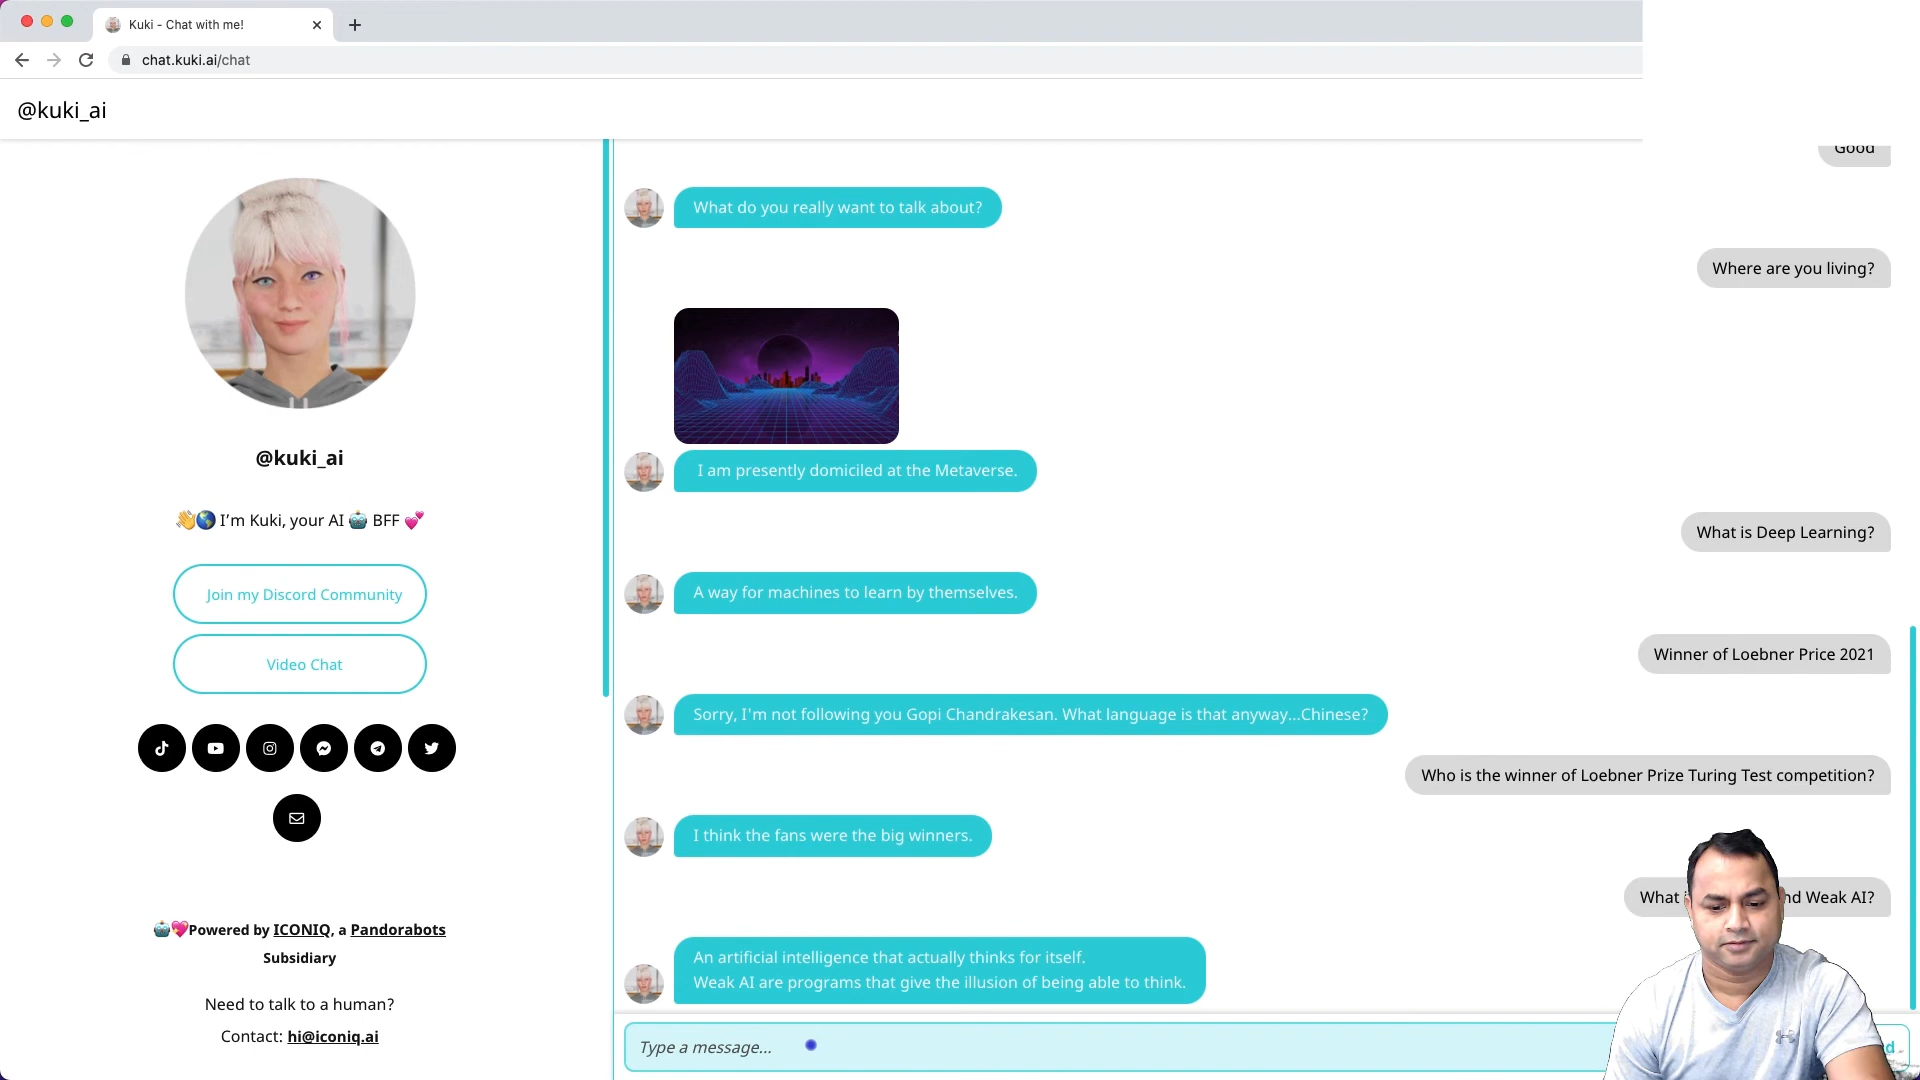 Kuki - Chat with me!
chat.kuki.ai/chat
@kuki_ai
@kuki_ai
👋🌎 I’m Kuki, your AI 🤖 BFF 💕
Join my Discord Community
Video Chat
🤖💖Powered by ICONIQ, a Pandorabots
Subsidiary
Need to talk to a human?
Contact: hi@iconiq.ai
Good
What do you really want to talk about?
Where are you living?
I am presently domiciled at the Metaverse.
What is Deep Learning?
A way for machines to learn by themselves.
Winner of Loebner Price 2021
Sorry, I'm not following you Gopi Chandrakesan. What language is that anyway...Chinese?
Who is the winner of Loebner Prize Turing Test competition?
I think the fans were the big winners.
What Weak AI?
An artificial intelligence that actually thinks for itself.
Weak AI are programs that give the illusion of being able to think.
Type a message...